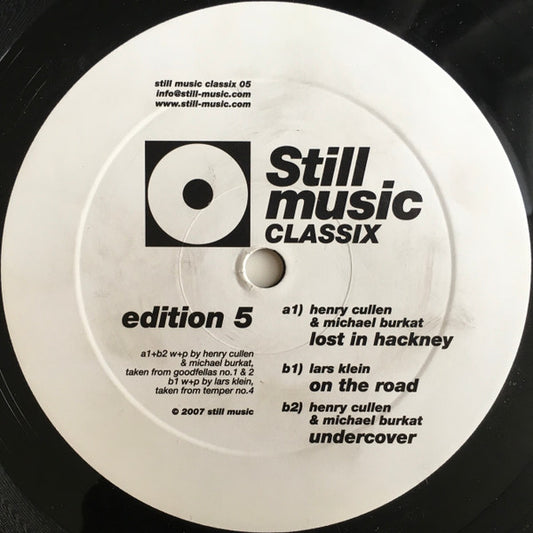 still music classix 05
info@still-music.com
www.still-music.com
Still
music
CLASSIX
edition 5
a1+b2 w+p by henry cullen
& michael burkat,
taken from goodfellas no.1 & 2
b1 w+p by lars klein,
taken from temper no.4
© 2007 still music
a1) henry cullen
& michael burkat
lost in hackney
b1) lars klein
on the road
b2) henry cullen
& michael burkat
undercover